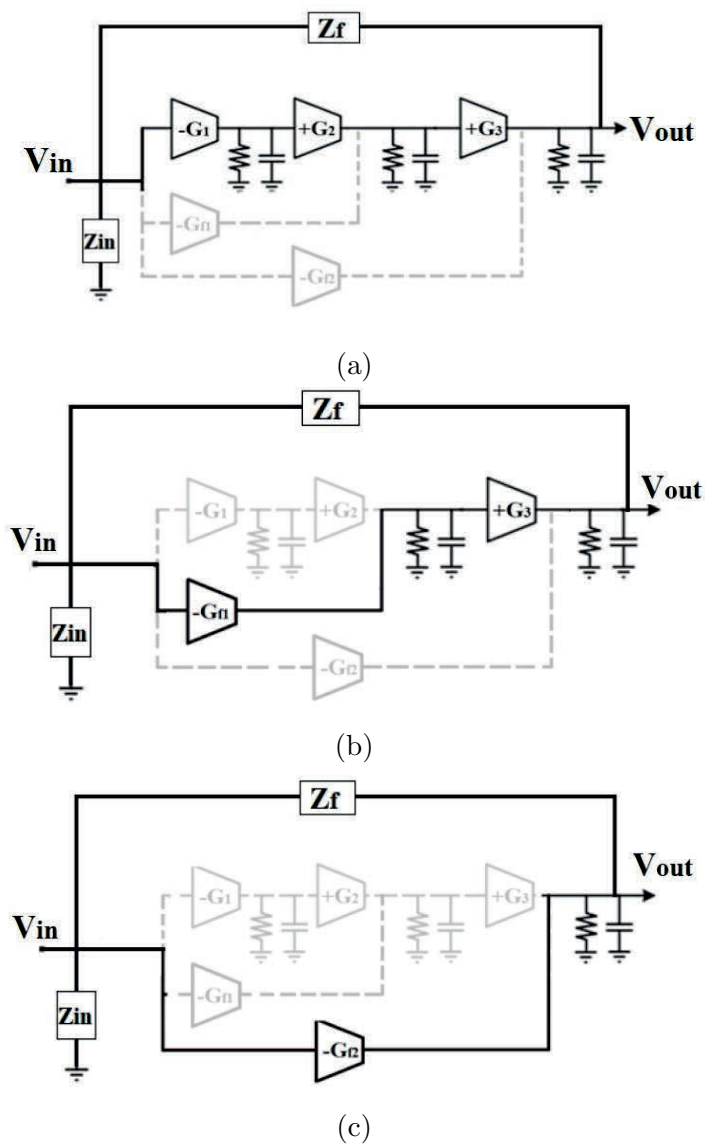 Zf
-G1 +G2 +G3
Vout
Vin
-Gf1
Zin
-Gf2
(a)
Zf
-G1 +G2 +G3
Vout
Vin
-Gf1
Zin
-Gf2
(b)
Zf
-G1 +G2 +G3
Vout
Vin
-Gf1
Zin
-Gf2
(c)